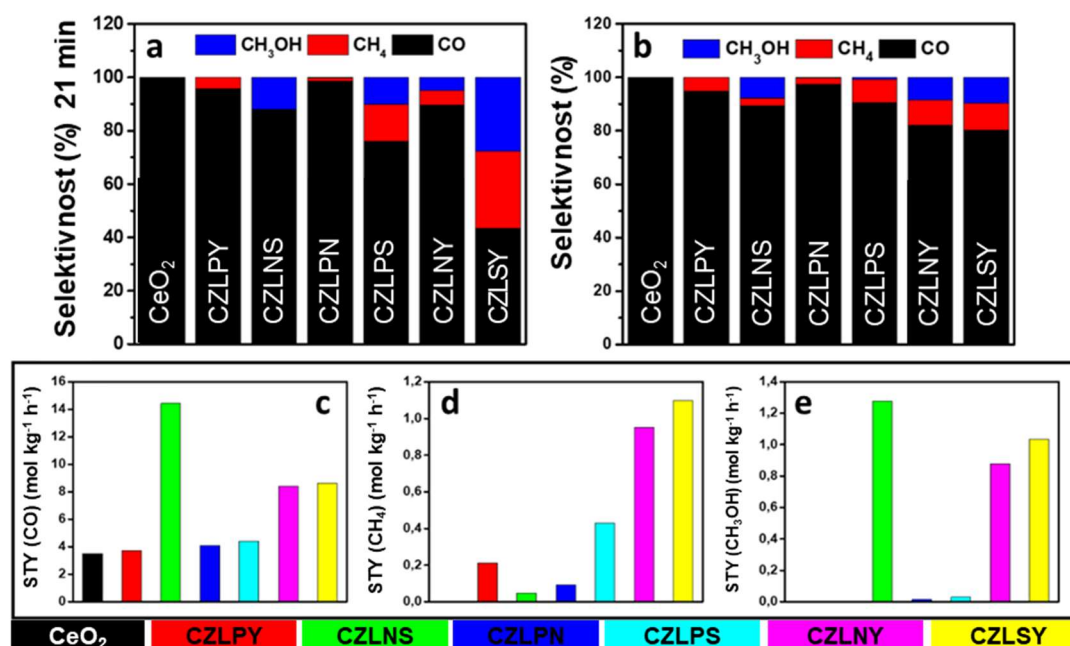 a
CH₃OH CH₄ CO
Selektivnost (%) 21 min
120
100
80
60
40
20
0
CeO₂
CZLPY
CZLNS
CZLPN
CZLPS
CZLNY
CZLSY
b
CH₃OH CH₄ CO
Selektivnost (%)
120
100
80
60
40
20
0
CeO₂
CZLPY
CZLNS
CZLPN
CZLPS
CZLNY
CZLSY
c
STY (CO) (mol kg⁻¹ h⁻¹)
16
14
12
10
8
6
4
2
0
d
STY (CH₄) (mol kg⁻¹ h⁻¹)
1,2
1,0
0,8
0,6
0,4
0,2
0,0
e
STY (CH₃OH) (mol kg⁻¹ h⁻¹)
1,4
1,2
1,0
0,8
0,6
0,4
0,2
0,0
CeO₂ CZLPY CZLNS CZLPN CZLPS CZLNY CZLSY